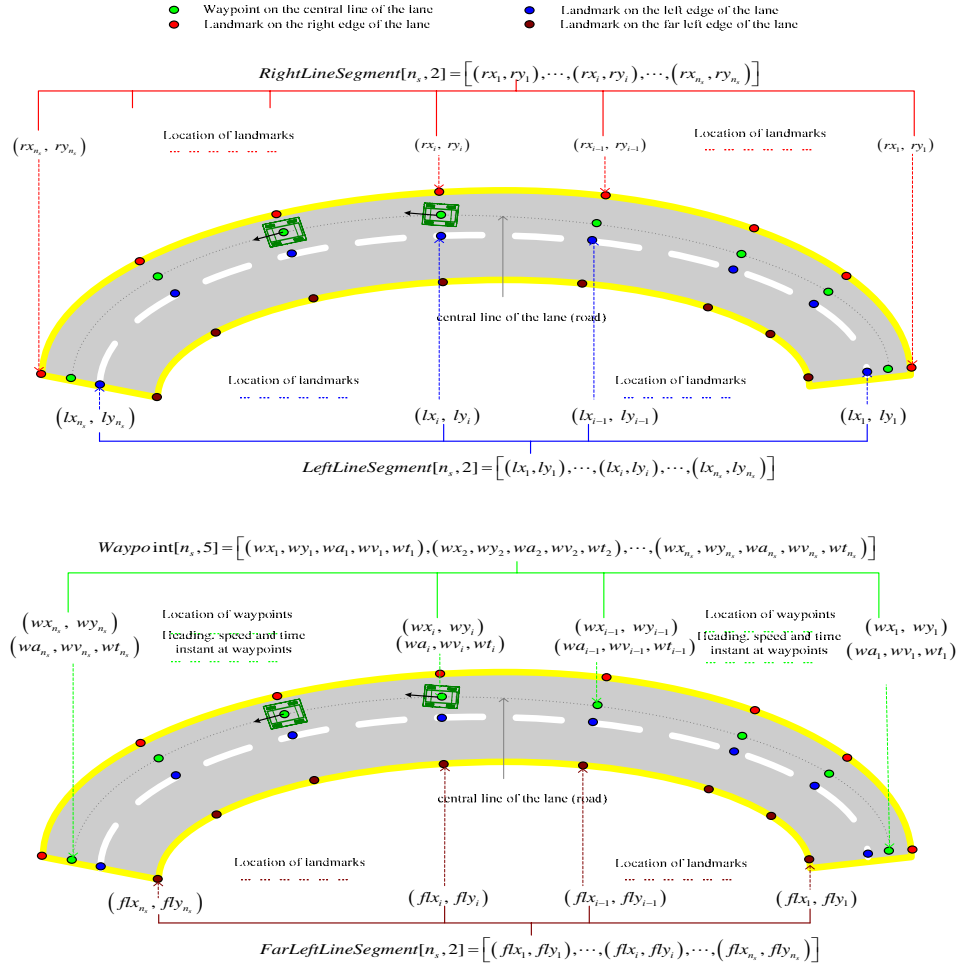 Waypoint on the central line of the lane
Landmark on the left edge of the lane
Landmark on the right edge of the lane
Landmark on the far left edge of the lane
RightLineSegment[n_s, 2] = [(rx_1, ry_1), ⋯, (rx_i, ry_i), ⋯, (rx_{n_s}, ry_{n_s})]
Location of landmarks
Location of landmarks
(rx_{n_s}, ry_{n_s})
(rx_i, ry_i)
(rx_{i-1}, ry_{i-1})
(rx_1, ry_1)
central line of the lane (road)
Location of landmarks
Location of landmarks
(lx_{n_s}, ly_{n_s})
(lx_i, ly_i)
(lx_{i-1}, ly_{i-1})
(lx_1, ly_1)
LeftLineSegment[n_s, 2] = [(lx_1, ly_1), ⋯, (lx_i, ly_i), ⋯, (lx_{n_s}, ly_{n_s})]
Waypoint[n_s, 5] = [(wx_1, wy_1, wa_1, wv_1, wt_1), (wx_2, wy_2, wa_2, wv_2, wt_2), ⋯, (wx_{n_s}, wy_{n_s}, wa_{n_s}, wv_{n_s}, wt_{n_s})]
(wx_{n_s}, wy_{n_s})
(wa_{n_s}, wv_{n_s}, wt_{n_s})
Location of waypoints
Heading, speed and time
instant at waypoints
(wx_i, wy_i)
(wa_i, wv_i, wt_i)
(wx_{i-1}, wy_{i-1})
(wa_{i-1}, wv_{i-1}, wt_{i-1})
Location of waypoints
Heading, speed and time
instant at waypoints
(wx_1, wy_1)
(wa_1, wv_1, wt_1)
central line of the lane (road)
Location of landmarks
Location of landmarks
(flx_{n_s}, fly_{n_s})
(flx_i, fly_i)
(flx_{i-1}, fly_{i-1})
(flx_1, fly_1)
FarLeftLineSegment[n_s, 2] = [(flx_1, fly_1), ⋯, (flx_i, fly_i), ⋯, (flx_{n_s}, fly_{n_s})]